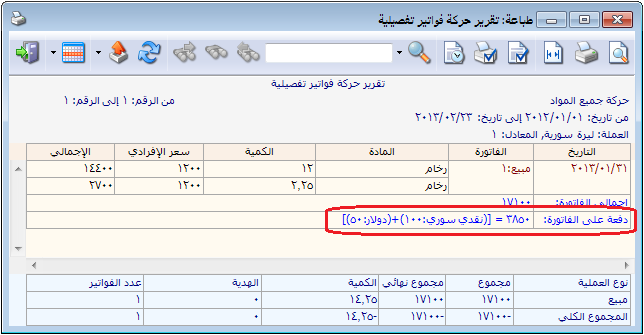 طباعة: تقرير حركة فواتير تفصيلية
تقرير حركة فواتير تفصيلية
حركة جميع المواد من الرقم: ١ إلى الرقم: ١
من تاريخ: ٢٠١٢/٠١/٠١ إلى تاريخ: ٢٠١٣/٠٢/٢٣
العملة: ليرة سورية, المعادل: ١
التاريخ الفاتورة المادة الكمية سعر الإفرادي الإجمالي
٢٠١٣/٠١/٣١ مبيع:١ رخام ١٢ ١٢٠٠ ١٤٤٠٠
رخام ٢,٢٥ ١٢٠٠ ٢٧٠٠
اجمالي الفاتورة: ١٧١٠٠
دفعة على الفاتورة: ٣٨٥٠ = [(نقدي سوري:١٠٠)+(دولار:٥٠)]
نوع العملية مجموع مجموع نهائي الكمية الهدية عدد الفواتير
مبيع ١٧١٠٠ ١٧١٠٠ ١٤,٢٥ ٠ ١
المجموع الكلي -١٧١٠٠ -١٧١٠٠ -١٤,٢٥ ٠ ١